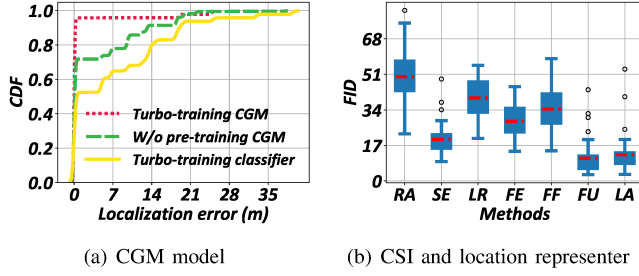 CDF
1.0
0.8
0.6
0.4
0.2
0.0
Turbo-training CGM
W/o pre-training CGM
Turbo-training classifier
0 7 14 21 28 35
Localization error (m)
(a) CGM model
FID
68
51
34
17
0
RA SE LR FE FF FU LA
Methods
(b) CSI and location representer